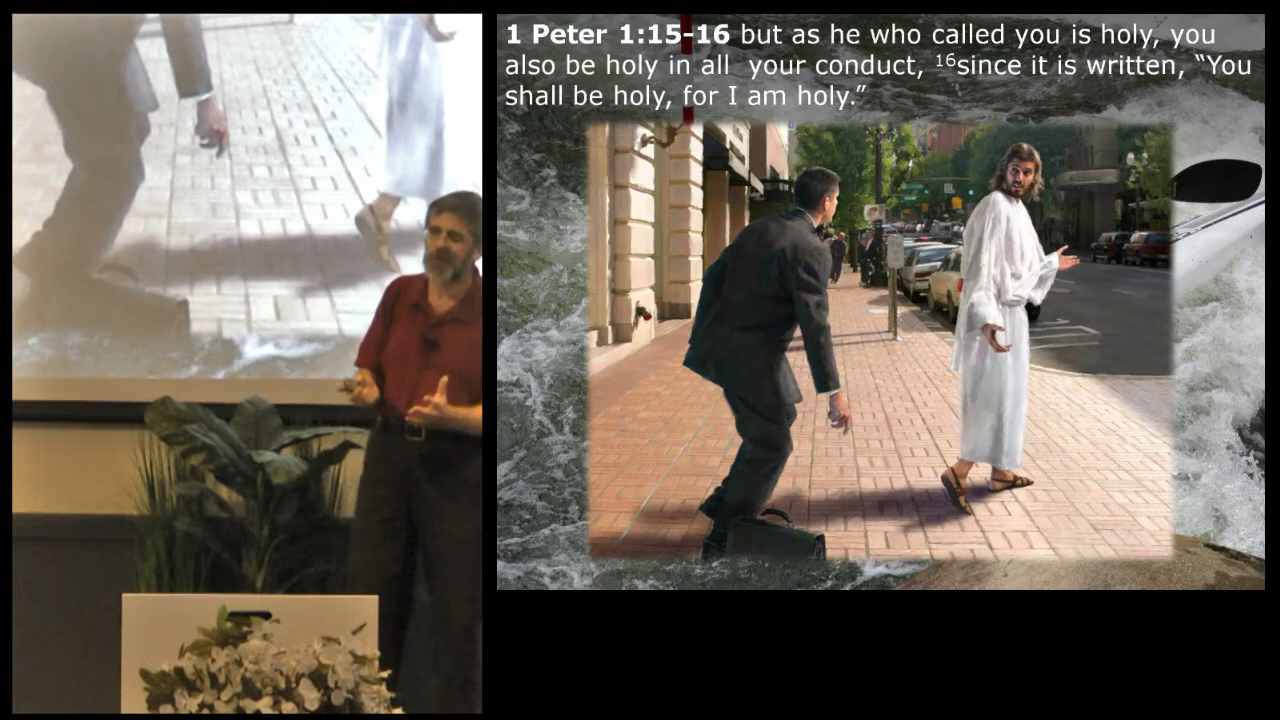 1 Peter 1:15-16 but as he who called you is holy, you
also be holy in all  your conduct, 16since it is written, “You
shall be holy, for I am holy.”